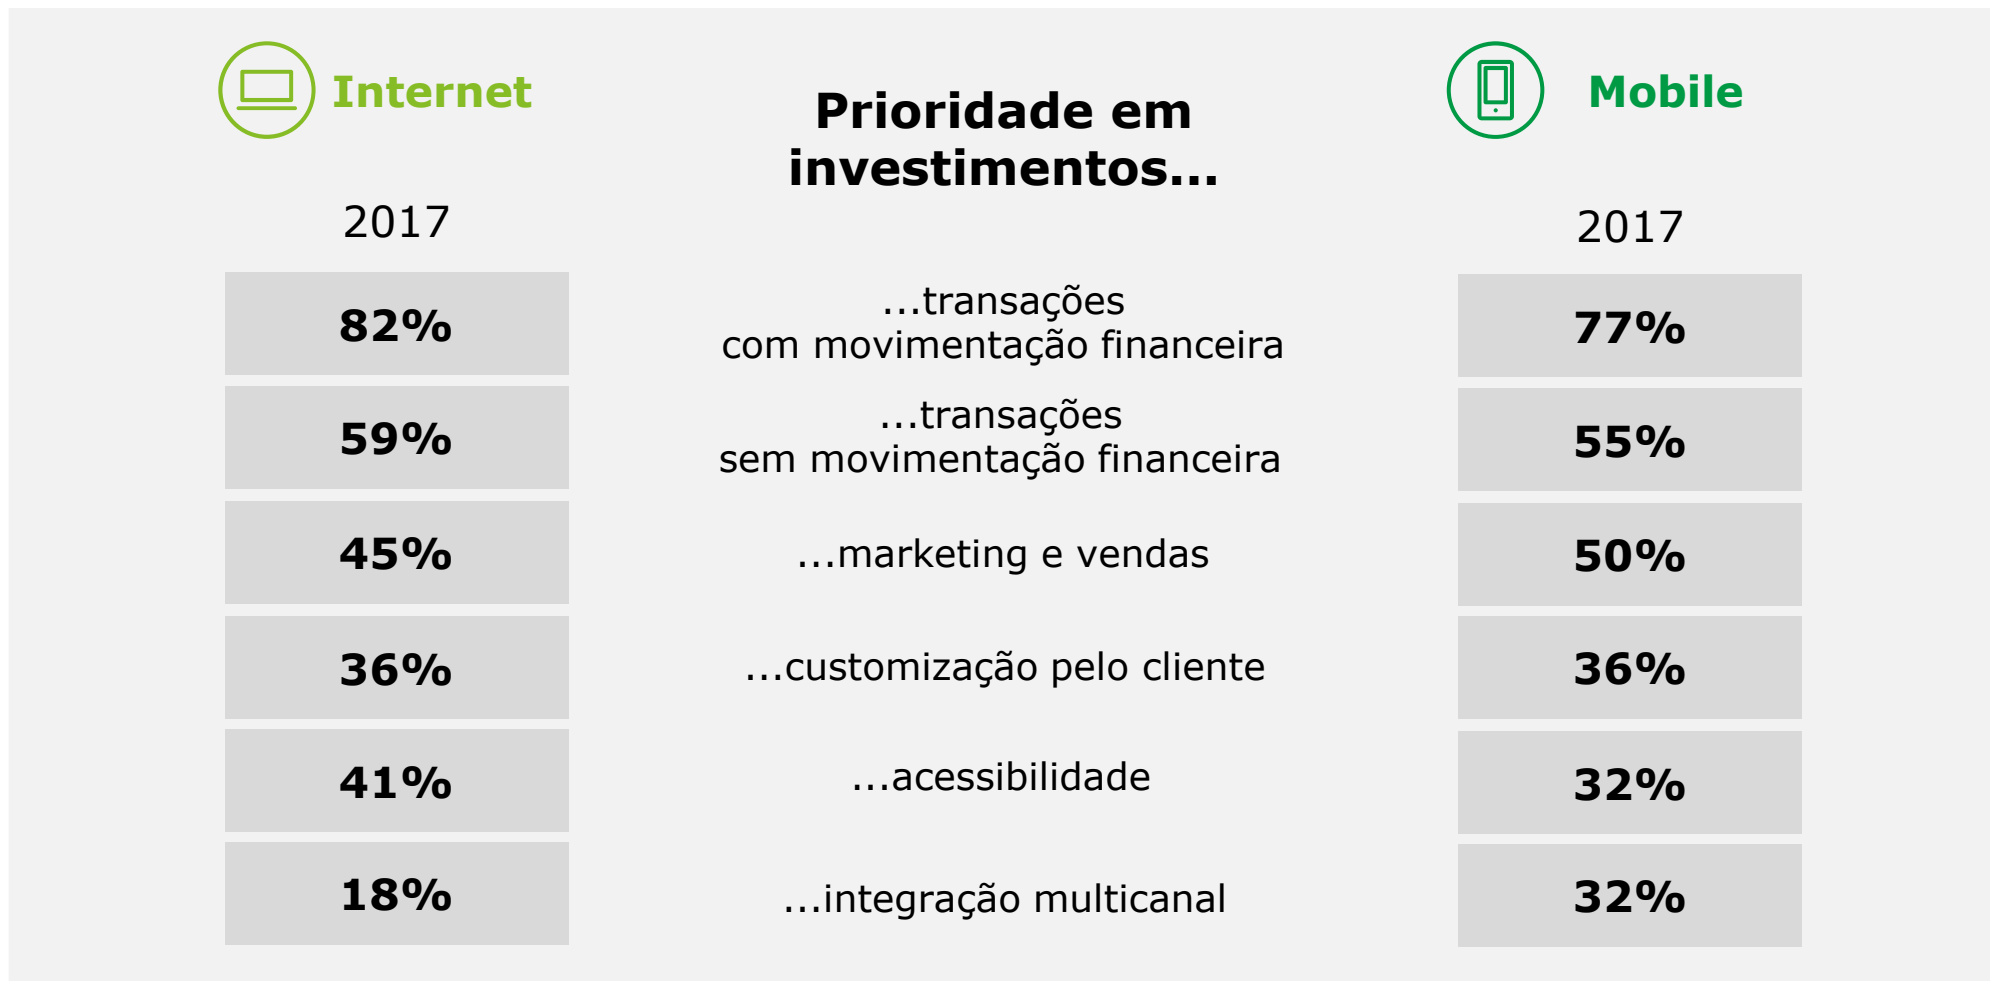 Internet
Prioridade em
investimentos...
Mobile
2017
2017
82%
...transações
com movimentação financeira
77%
59%
...transações
sem movimentação financeira
55%
45%
...marketing e vendas
50%
36%
...customização pelo cliente
36%
41%
...acessibilidade
32%
18%
...integração multicanal
32%